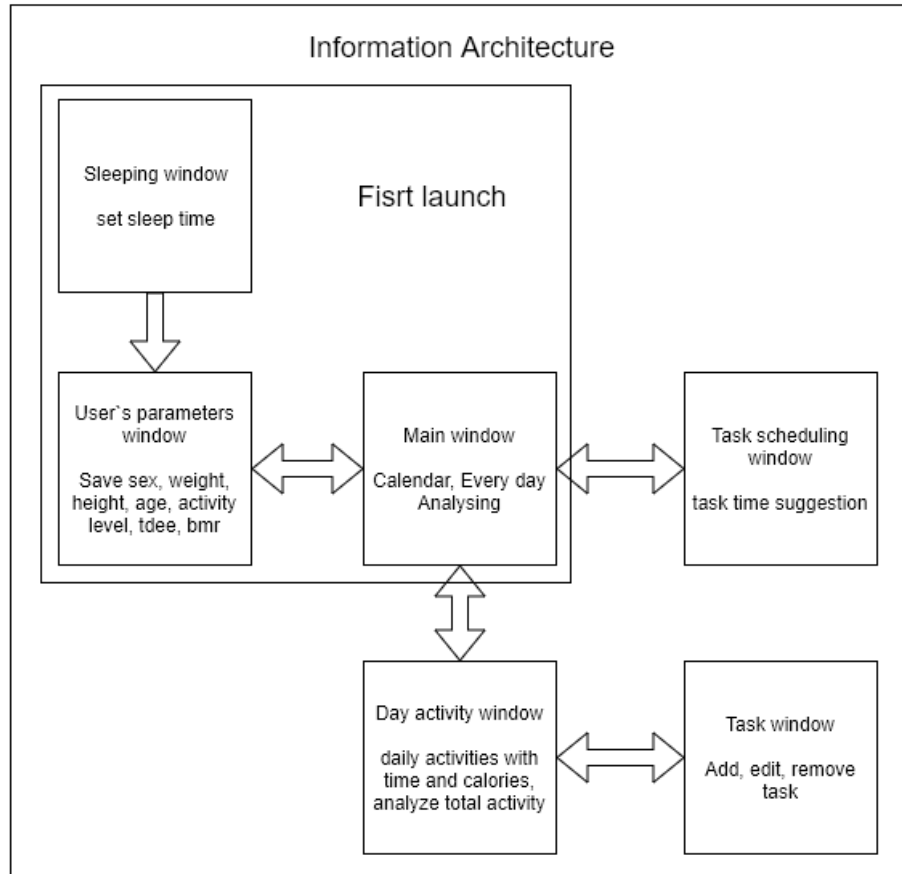 Information Architecture
Sleeping window
set sleep time
Fisrt launch
User`s parameters
window
Save sex, weight,
height, age, activity
level, tdee, bmr
Main window
Calendar, Every day
Analysing
Task scheduling
window
task time suggestion
Day activity window
daily activities with
time and calories,
analyze total activity
Task window
Add, edit, remove
task